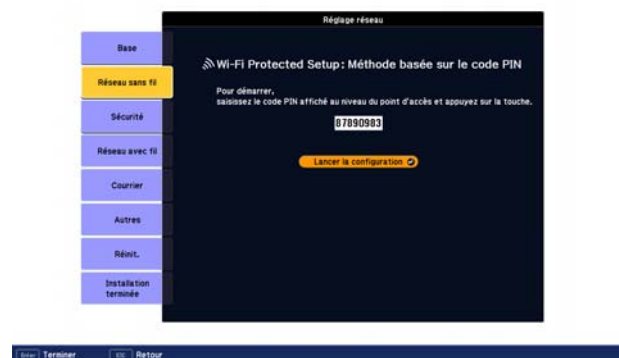 Réglage réseau
Base
Réseau sans fil
Sécurité
Réseau avec fil
Courrier
Autres
Réinit.
Installation
terminée
Wi-Fi Protected Setup: Méthode basée sur le code PIN
Pour démarrer,
saisissez le code PIN affiché au niveau du point d'accès et appuyez sur la touche.
87890983
Lancer la configuration
Enter Terminer
ESC Retour